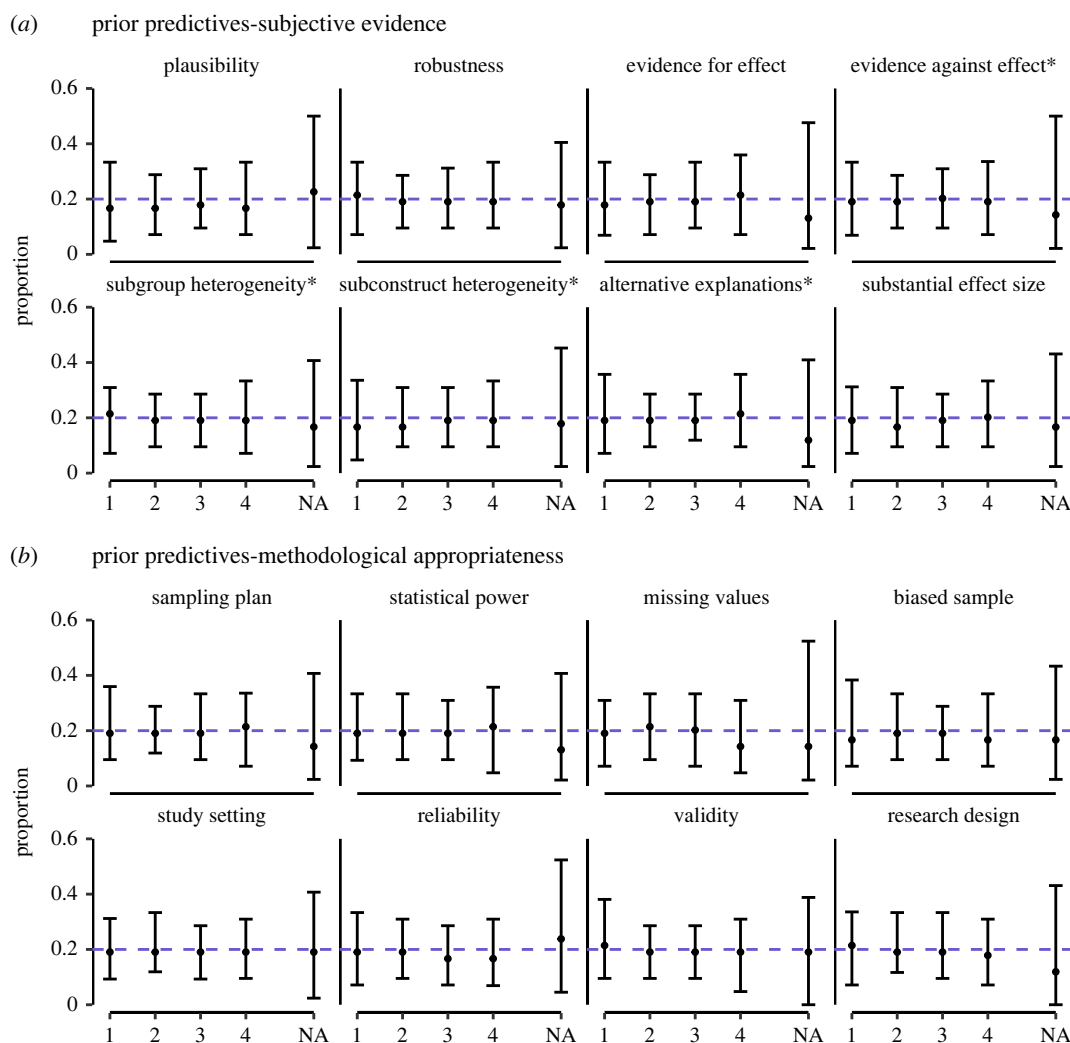 (a) prior predictives-subjective evidence
plausibility robustness evidence for effect evidence against effect*
0.6
0.4
0.2
0
proportion
subgroup heterogeneity* subconstruct heterogeneity* alternative explanations* substantial effect size
0.6
0.4
0.2
0
1 2 3 4 NA 1 2 3 4 NA 1 2 3 4 NA 1 2 3 4 NA
(b) prior predictives-methodological appropriateness
sampling plan statistical power missing values biased sample
0.6
0.4
0.2
0
proportion
study setting reliability validity research design
0.6
0.4
0.2
0
1 2 3 4 NA 1 2 3 4 NA 1 2 3 4 NA 1 2 3 4 NA